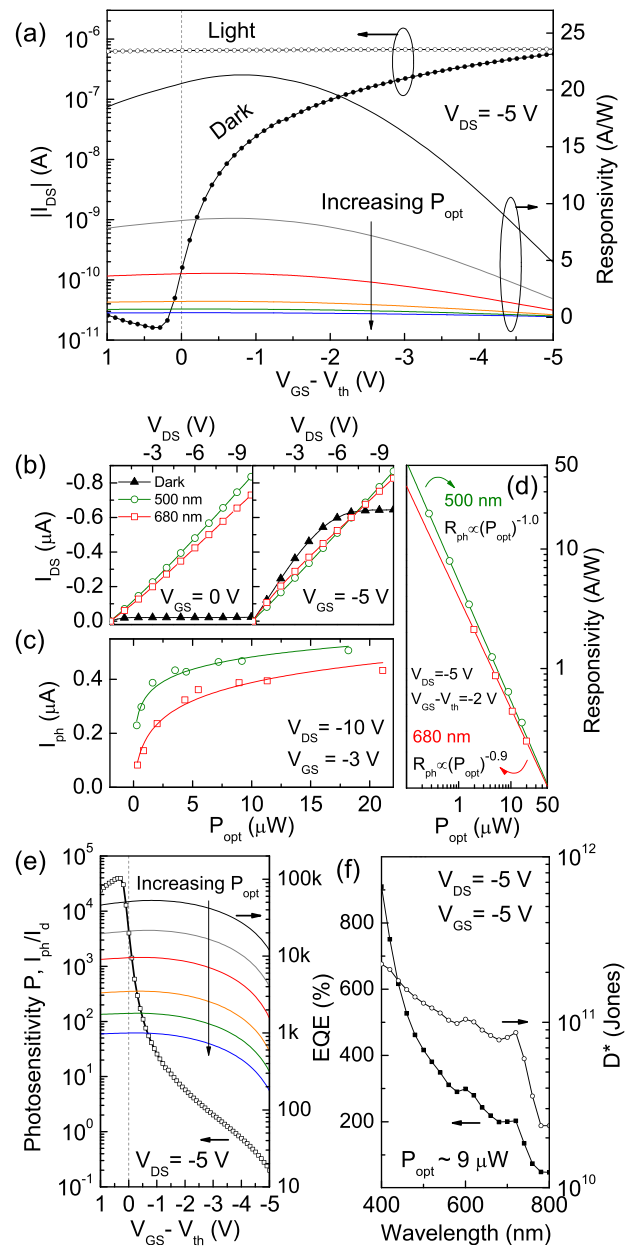 (a)
Light
Dark
V_DS = -5 V
Increasing P_opt
10^-6
10^-7
10^-8
10^-9
10^-10
10^-11
|I_DS| (A)
25
20
15
10
5
0
Responsivity (A/W)
1 0 -1 -2 -3 -4 -5
V_GS - V_th (V)
V_DS (V) V_DS (V)
-3 -6 -9 -3 -6 -9
(b)
Dark
500 nm
680 nm
V_GS = 0 V
V_GS = -5 V
-0.8
-0.6
-0.4
-0.2
0.0
I_DS (µA)
(c)
0.4
0.2
0.0
I_ph (µA)
V_DS = -10 V
V_GS = -3 V
0 5 10 15 20
P_opt (µW)
(d)
500 nm
R_ph∝(P_opt)^-1.0
V_DS=-5 V
V_GS-V_th=-2 V
680 nm
R_ph∝(P_opt)^-0.9
50
10
1
Responsivity (A/W)
1 10 50
P_opt (µW)
(e)
Increasing P_opt
V_DS = -5 V
10^5
10^4
10^3
10^2
10^1
10^0
10^-1
Photosensitivity P, I_ph/I_d
100k
10k
1k
100
10
EQE (%)
1 0 -1 -2 -3 -4 -5
V_GS - V_th (V)
(f)
V_DS = -5 V
V_GS = -5 V
P_opt ~ 9 µW
800
600
400
200
10^12
10^11
10^10
D* (Jones)
400 500 600 700 800
Wavelength (nm)